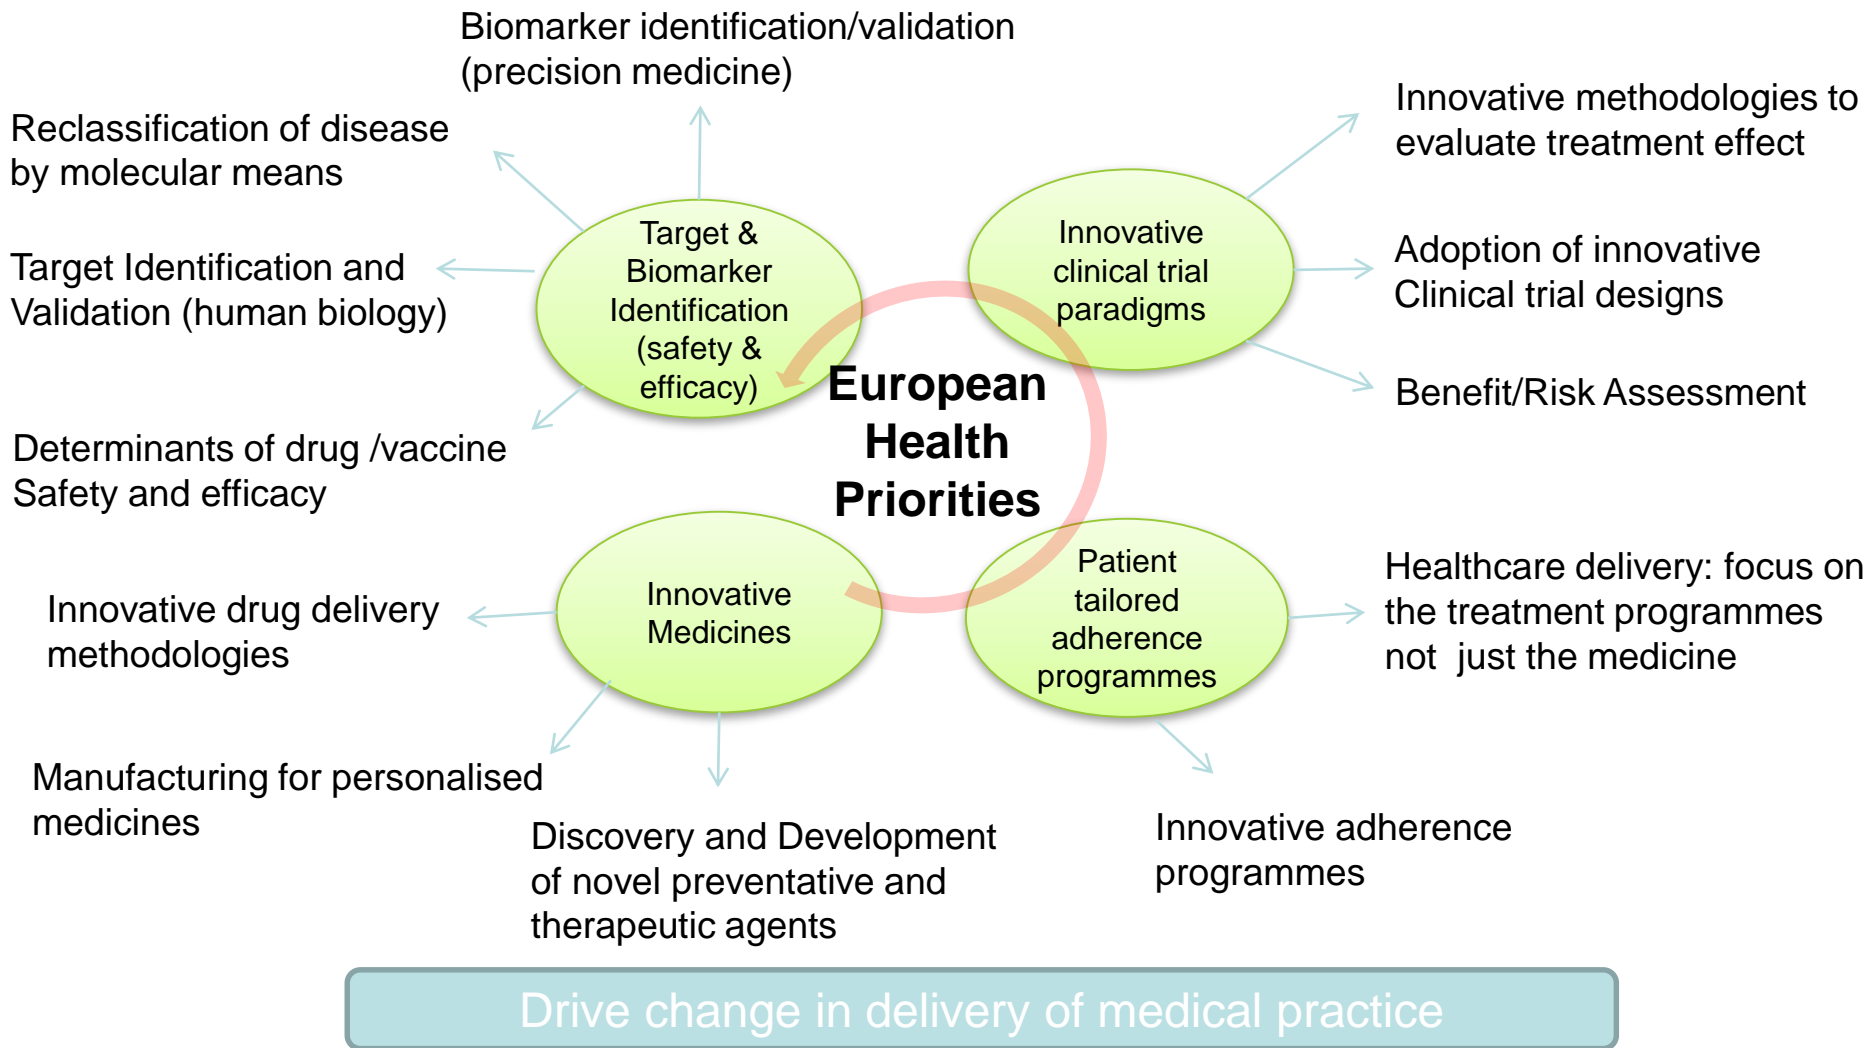 Biomarker identification/validation
(precision medicine)
Reclassification of disease
by molecular means
Target Identification and
Validation (human biology)
Determinants of drug /vaccine
Safety and efficacy
Target &
Biomarker
Identification
(safety &
efficacy)
Innovative
clinical trial
paradigms
Innovative methodologies to
evaluate treatment effect
Adoption of innovative
Clinical trial designs
Benefit/Risk Assessment
European
Health
Priorities
Innovative
Medicines
Innovative drug delivery
methodologies
Manufacturing for personalised
medicines
Discovery and Development
of novel preventative and
therapeutic agents
Patient
tailored
adherence
programmes
Healthcare delivery: focus on
the treatment programmes
not  just the medicine
Innovative adherence
programmes
Drive change in delivery of medical practice